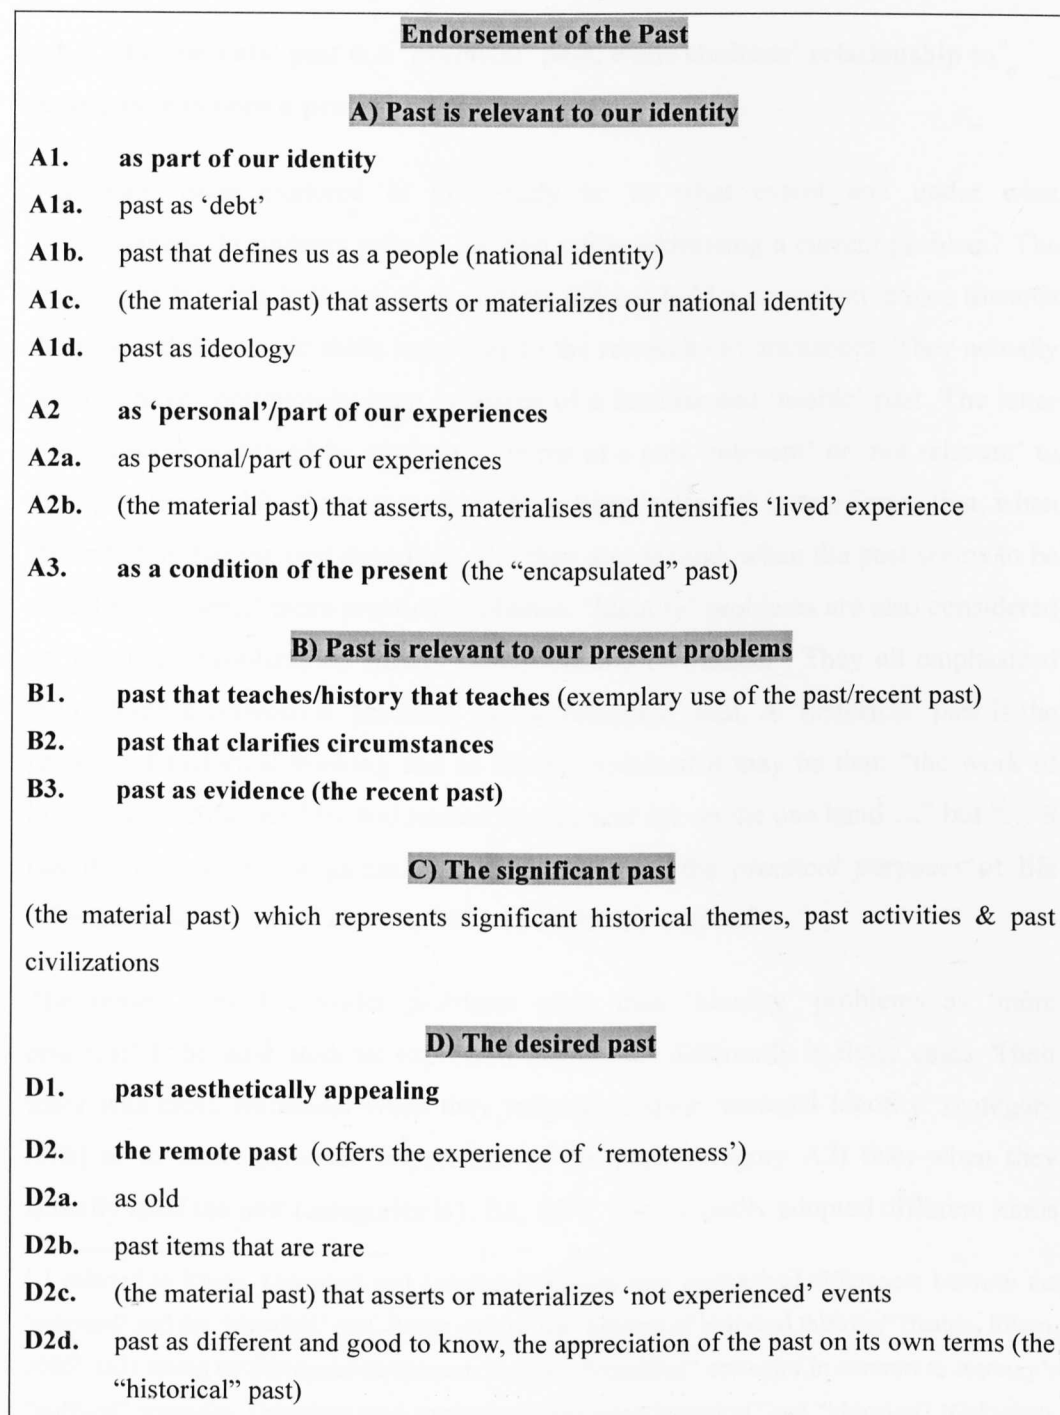 Endorsement of the Past
A) Past is relevant to our identity
A1. as part of our identity
A1a. past as ‘debt’
A1b. past that defines us as a people (national identity)
A1c. (the material past) that asserts or materializes our national identity
A1d. past as ideology
A2 as ‘personal’/part of our experiences
A2a. as personal/part of our experiences
A2b. (the material past) that asserts, materialises and intensifies ‘lived’ experience
A3. as a condition of the present (the “encapsulated” past)
B) Past is relevant to our present problems
B1. past that teaches/history that teaches (exemplary use of the past/recent past)
B2. past that clarifies circumstances
B3. past as evidence (the recent past)
C) The significant past
(the material past) which represents significant historical themes, past activities & past
civilizations
D) The desired past
D1. past aesthetically appealing
D2. the remote past (offers the experience of ‘remoteness’)
D2a. as old
D2b. past items that are rare
D2c. (the material past) that asserts or materializes ‘not experienced’ events
D2d. past as different and good to know, the appreciation of the past on its own terms (the
“historical” past)